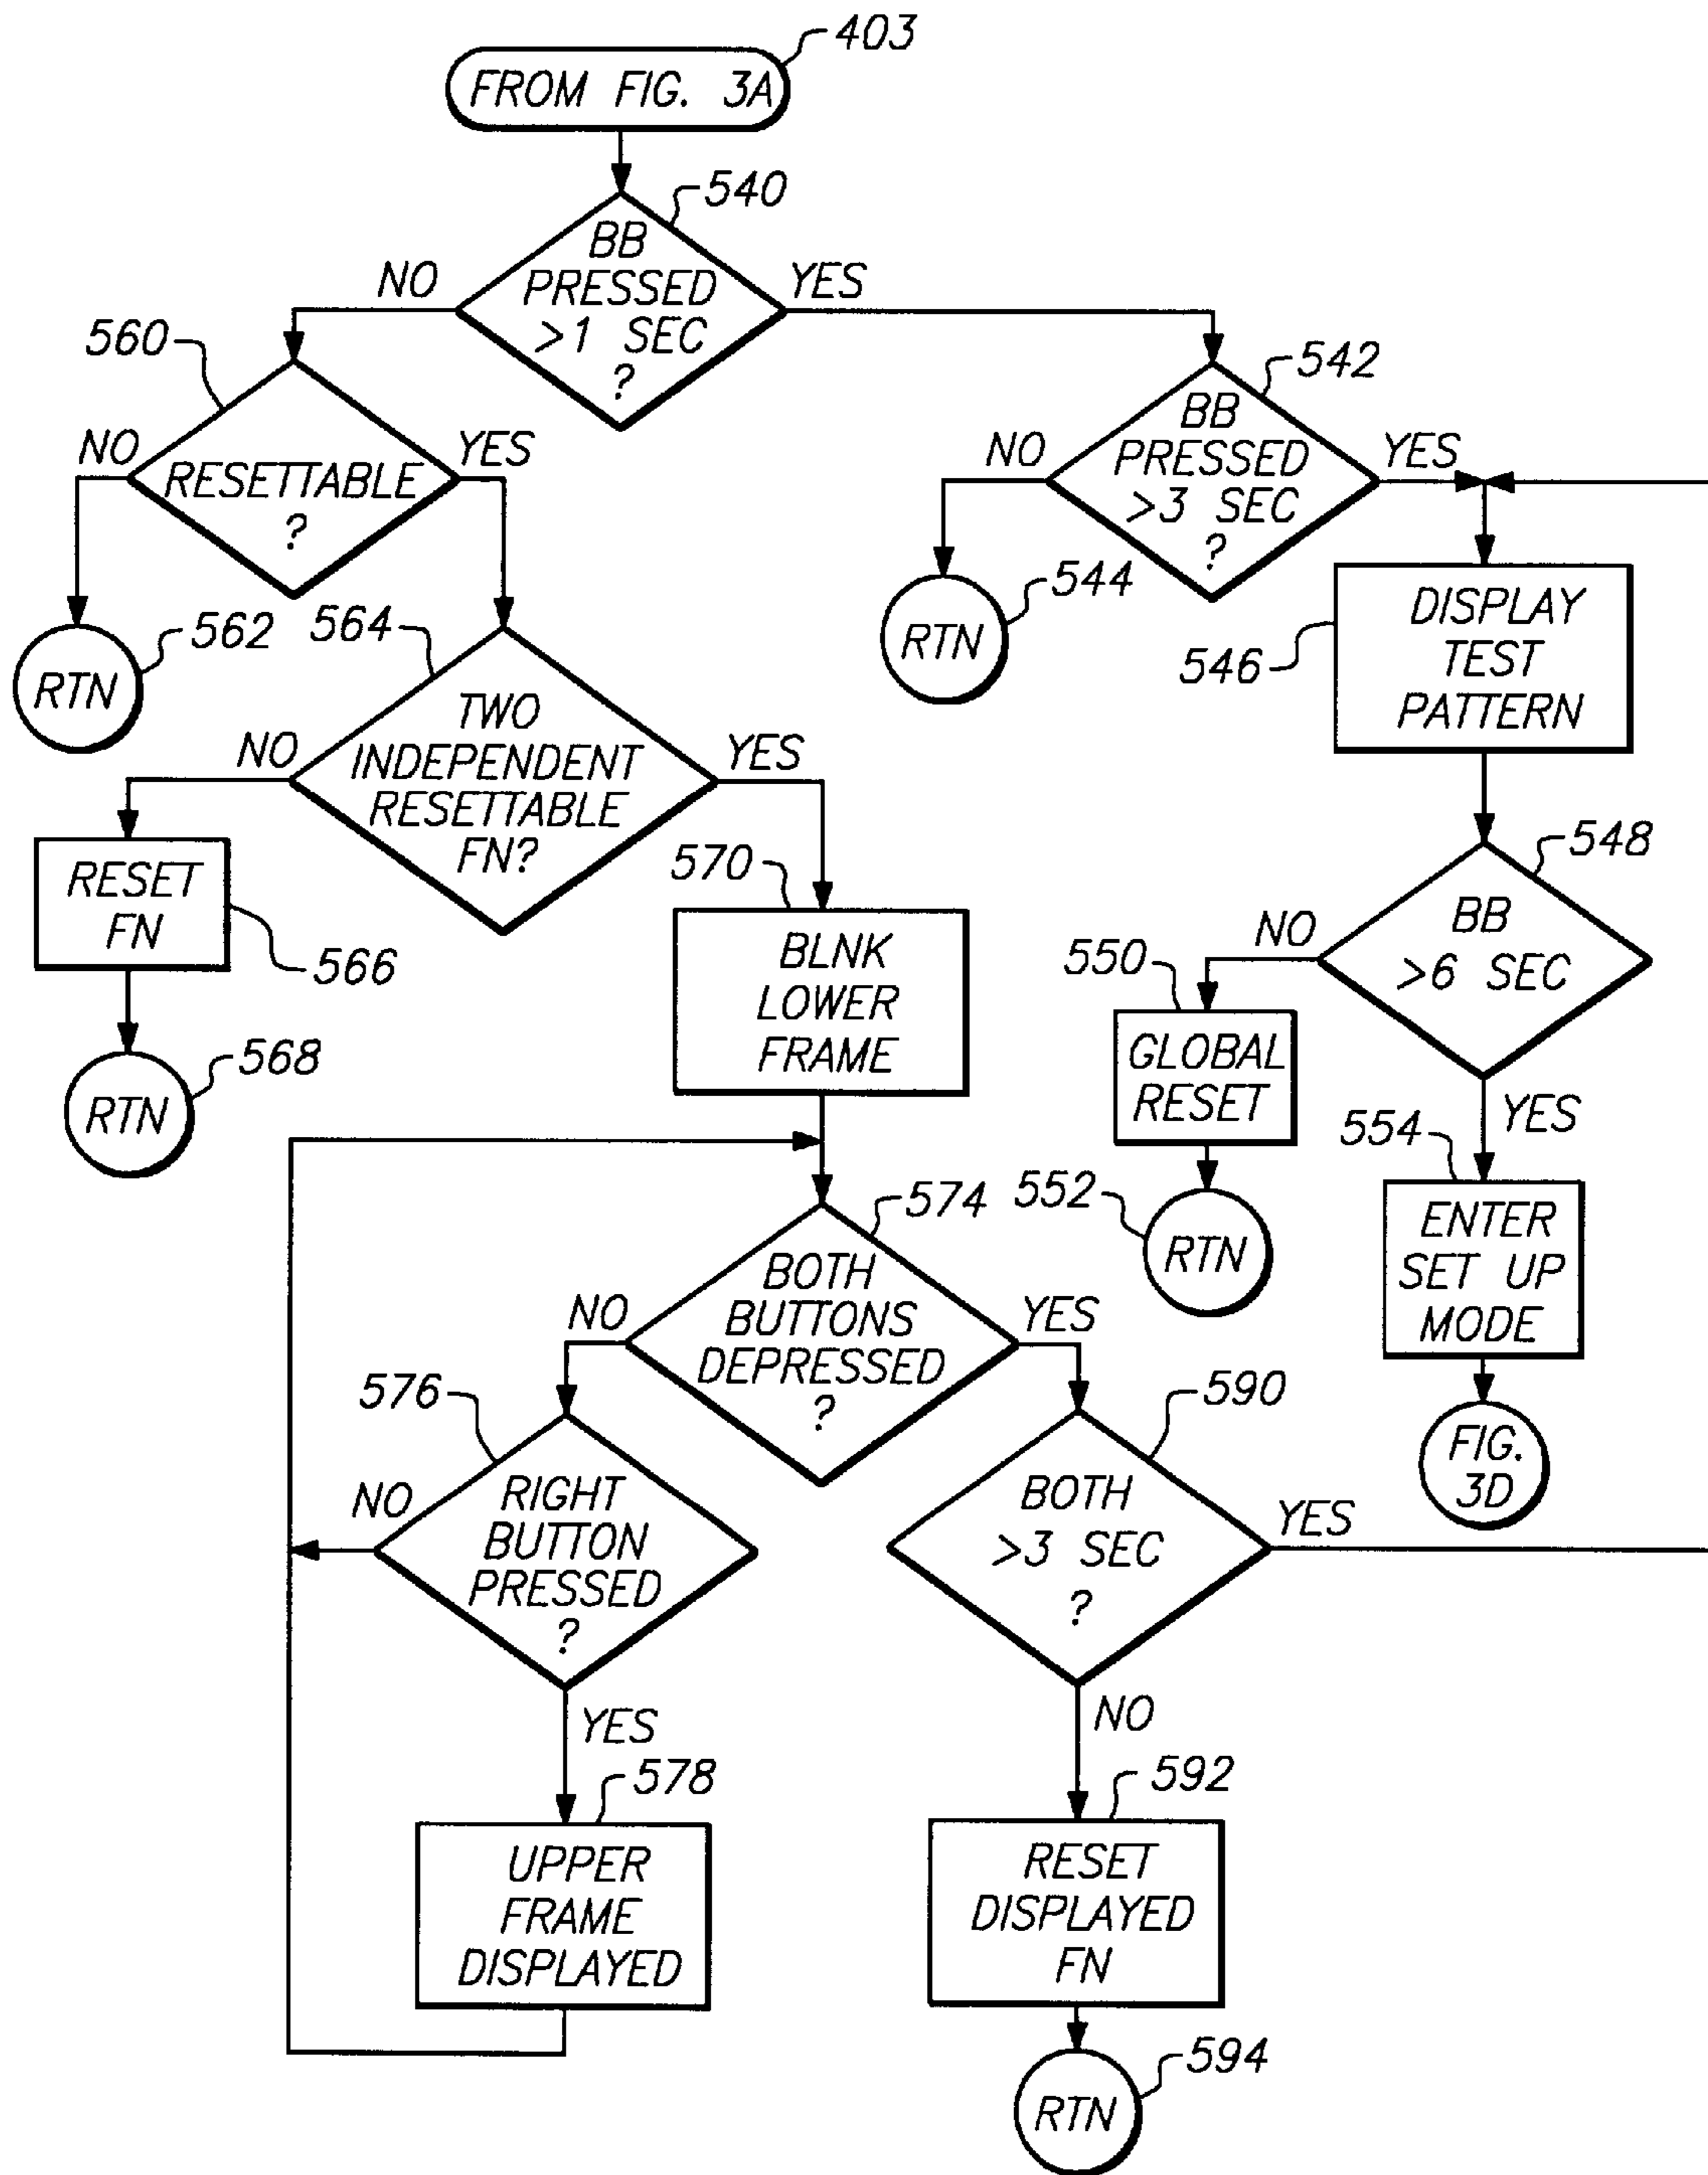 403
FROM FIG. 3A
540
BB
PRESSED
>1 SEC
?
NO
YES
560
RESETTABLE
?
NO
YES
542
BB
PRESSED
>3 SEC
?
NO
YES
562
RTN
564
TWO
INDEPENDENT
RESETTABLE
FN?
NO
YES
544
RTN
546
DISPLAY
TEST
PATTERN
RESET
FN
566
568
RTN
570
BLNK
LOWER
FRAME
548
BB
>6 SEC
NO
YES
550
GLOBAL
RESET
552
RTN
554
ENTER
SET UP
MODE
FIG.
3D
574
BOTH
BUTTONS
DEPRESSED
?
NO
YES
576
RIGHT
BUTTON
PRESSED
?
NO
YES
590
BOTH
>3 SEC
?
YES
NO
578
UPPER
FRAME
DISPLAYED
592
RESET
DISPLAYED
FN
594
RTN